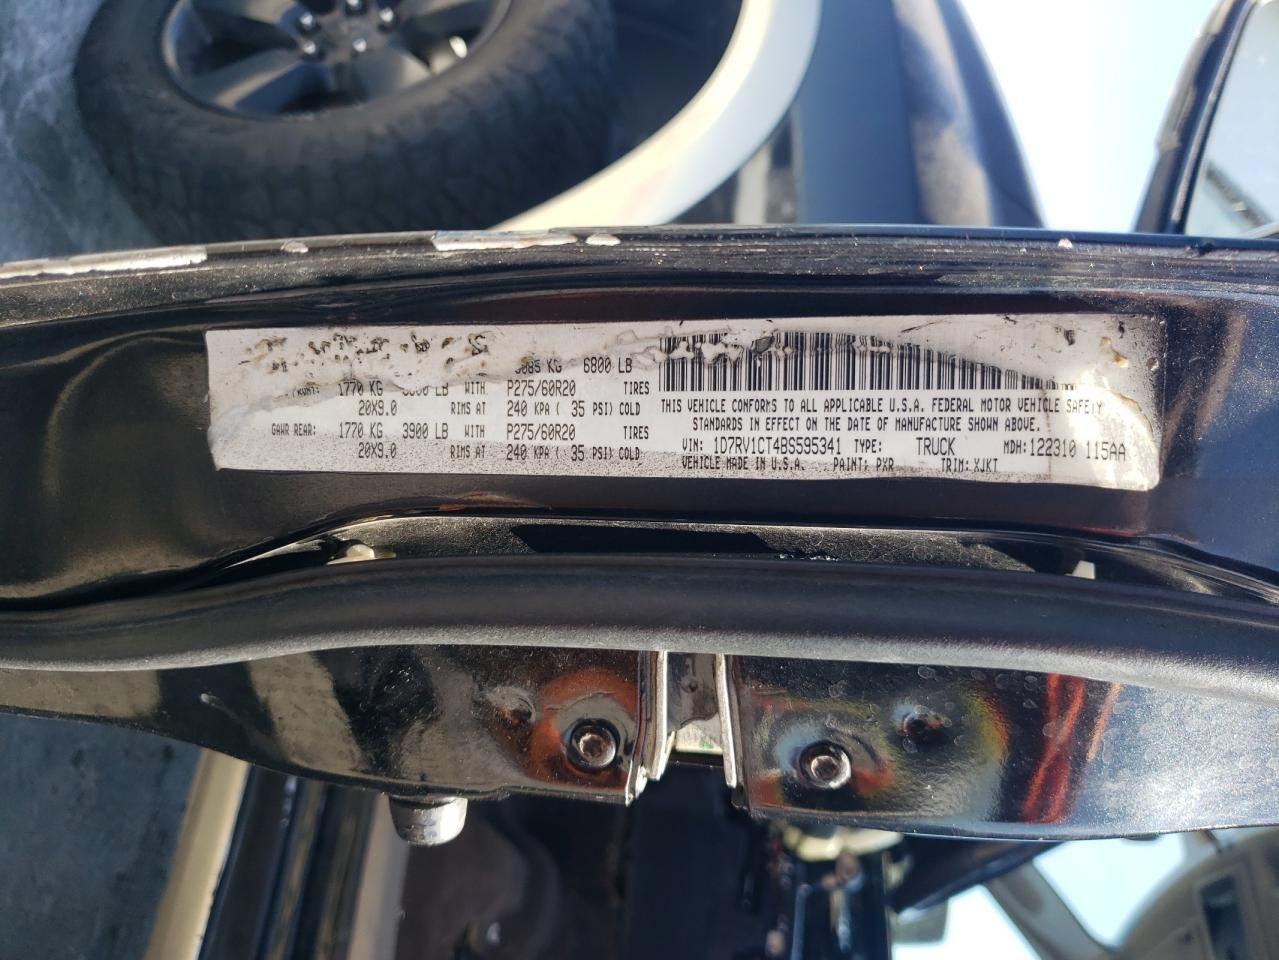 6800 LB
1770 KG LB WITH P275/60R20 TIRES
20X9.0 RIMS AT 240 KPA ( 35 PSI) COLD
GAWR REAR: 1770 KG 3900 LB WITH P275/60R20 TIRES
20X9.0 RIMS AT 240 KPA ( 35 PSI) COLD
THIS VEHICLE CONFORMS TO ALL APPLICABLE U.S.A. FEDERAL MOTOR VEHICLE SAFETY
STANDARDS IN EFFECT ON THE DATE OF MANUFACTURE SHOWN ABOVE.
VIN: 1D7RV1CT4BS595341 TYPE: TRUCK MDH:122310 115AA
VEHICLE MADE IN U.S.A. PAINT: PXR TRIM: XJKT